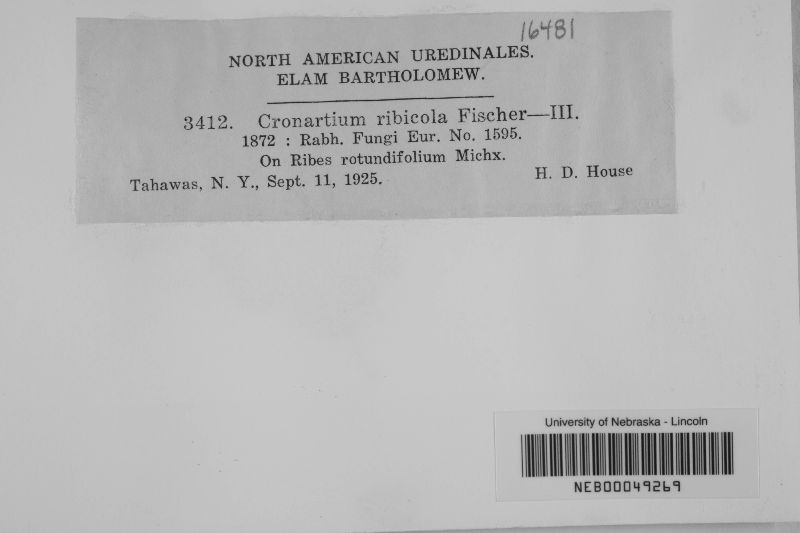 16481
NORTH AMERICAN UREDINALES.
ELAM BARTHOLOMEW.
3412. Cronartium ribicola Fischer—III.
1872 : Rabh. Fungi Eur. No. 1595.
On Ribes rotundifolium Michx.
Tahawas, N. Y., Sept. 11, 1925. H. D. House
University of Nebraska - Lincoln
NEB00049269